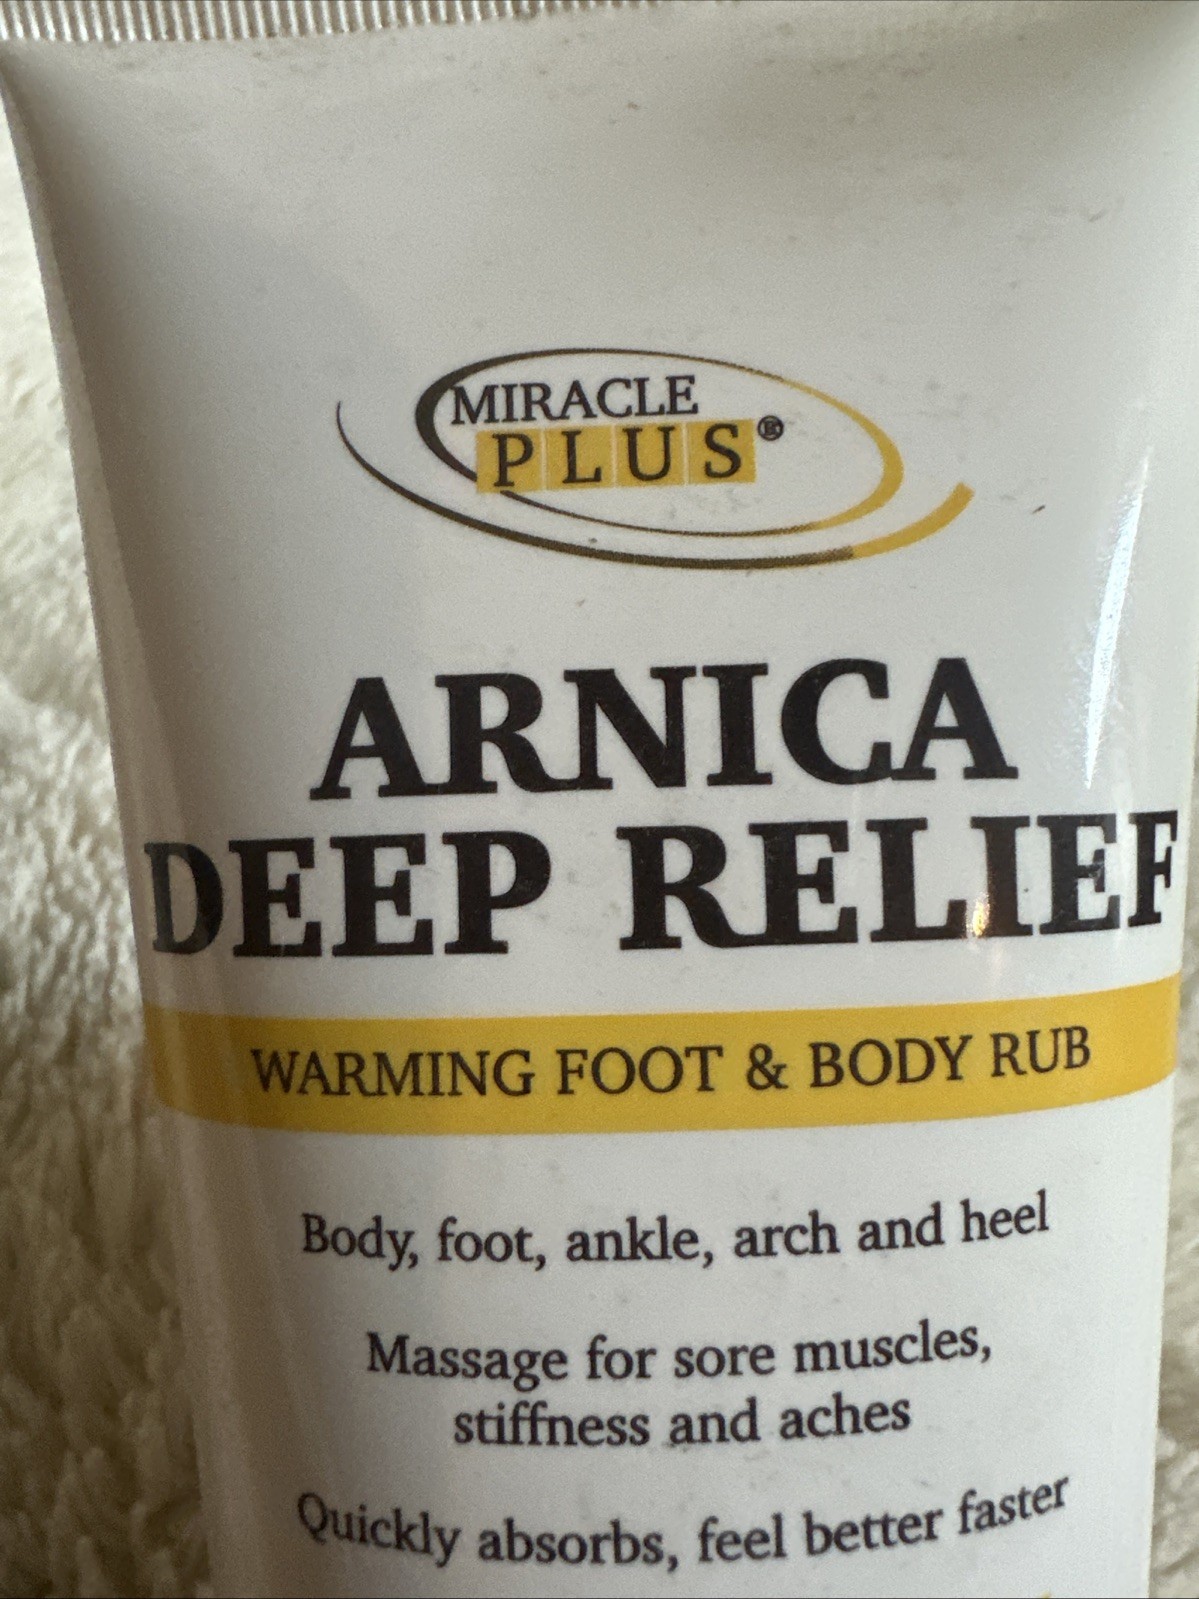 MIRACLE
PLUS®
ARNICA
DEEP RELIEF
WARMING FOOT & BODY RUB
Body, foot, ankle, arch and heel
Massage for sore muscles,
stiffness and aches
Quickly absorbs, feel better faster